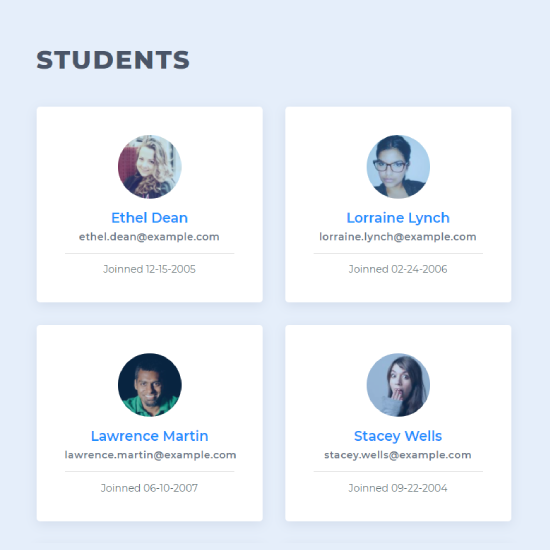 STUDENTS
Ethel Dean
ethel.dean@example.com
Joinned 12-15-2005
Lorraine Lynch
lorraine.lynch@example.com
Joinned 02-24-2006
Lawrence Martin
lawrence.martin@example.com
Joinned 06-10-2007
Stacey Wells
stacey.wells@example.com
Joinned 09-22-2004